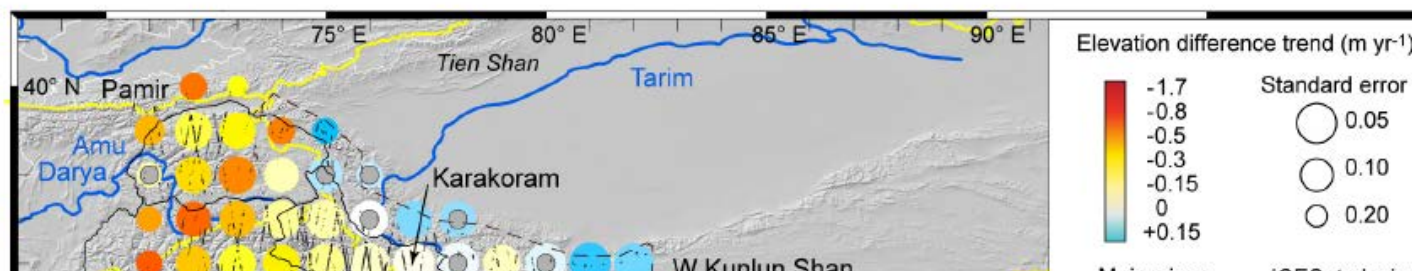 75° E
80° E
85° E
90° E
Elevation difference trend (m yr-1)
Tien Shan
40° N
Pamir
Tarim
-1.7
-0.8
-0.5
-0.3
-0.15
0
+0.15
Standard error
0.05
0.10
0.20
Amu
Darya
Karakoram
W Kunlun Shan